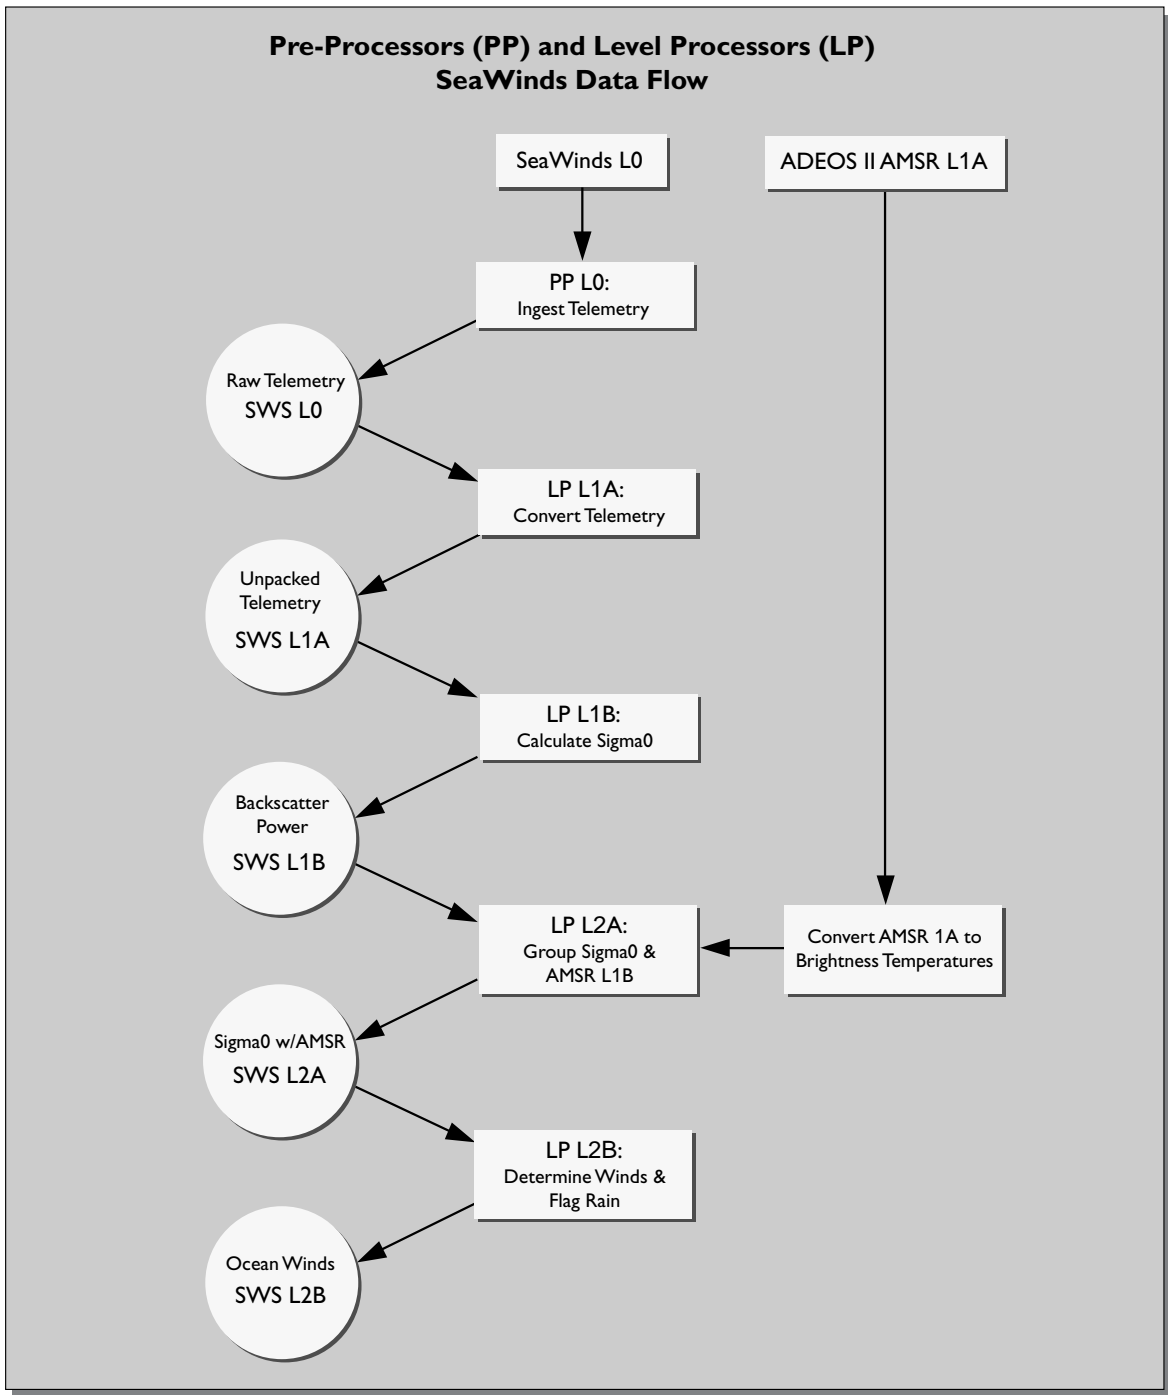 Pre-Processors (PP) and Level Processors (LP)
SeaWinds Data Flow
SeaWinds L0
ADEOS II AMSR L1A
PP L0:
Ingest Telemetry
Raw Telemetry
SWS L0
LP L1A:
Convert Telemetry
Unpacked
Telemetry
SWS L1A
LP L1B:
Calculate Sigma0
Backscatter
Power
SWS L1B
LP L2A:
Group Sigma0 &
AMSR L1B
Convert AMSR 1A to
Brightness Temperatures
Sigma0 w/AMSR
SWS L2A
LP L2B:
Determine Winds &
Flag Rain
Ocean Winds
SWS L2B